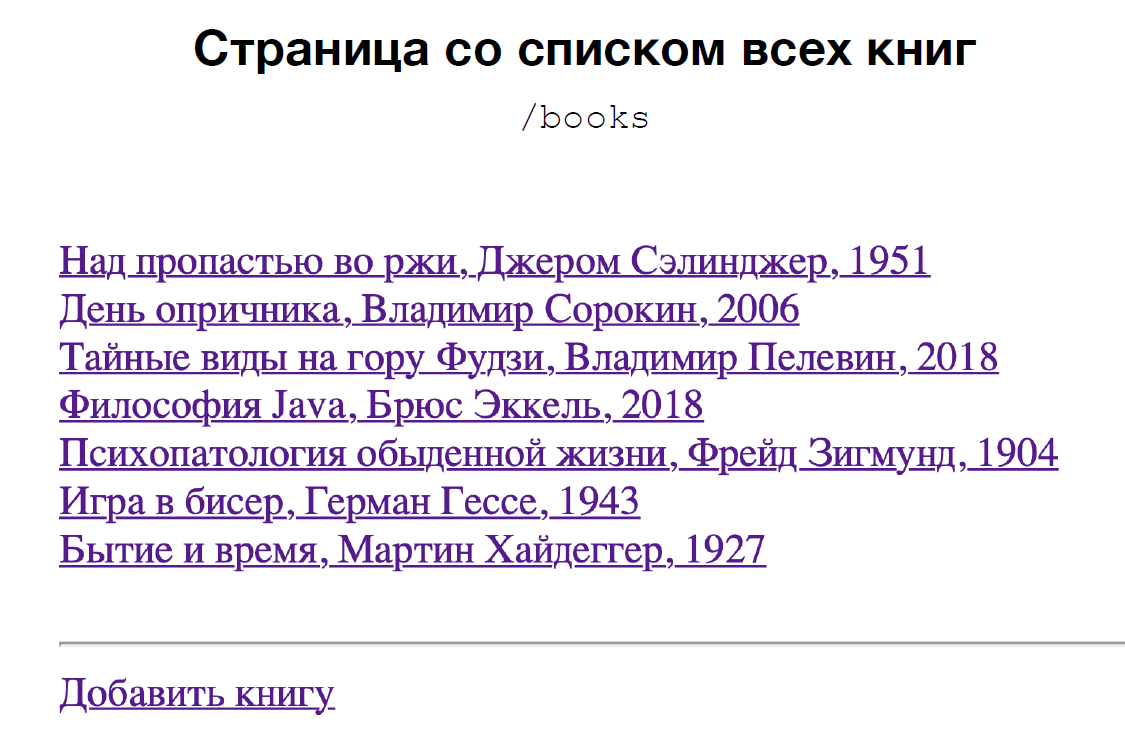 Страница со списком всех книг
/books
Над пропастью во ржи, Джером Сэлинджер, 1951
День опричника, Владимир Сорокин, 2006
Тайные виды на гору Фудзи, Владимир Пелевин, 2018
Философия Java, Брюс Эккель, 2018
Психопатология обыденной жизни, Фрейд Зигмунд, 1904
Игра в бисер, Герман Гессе, 1943
Бытие и время, Мартин Хайдеггер, 1927
Добавить книгу